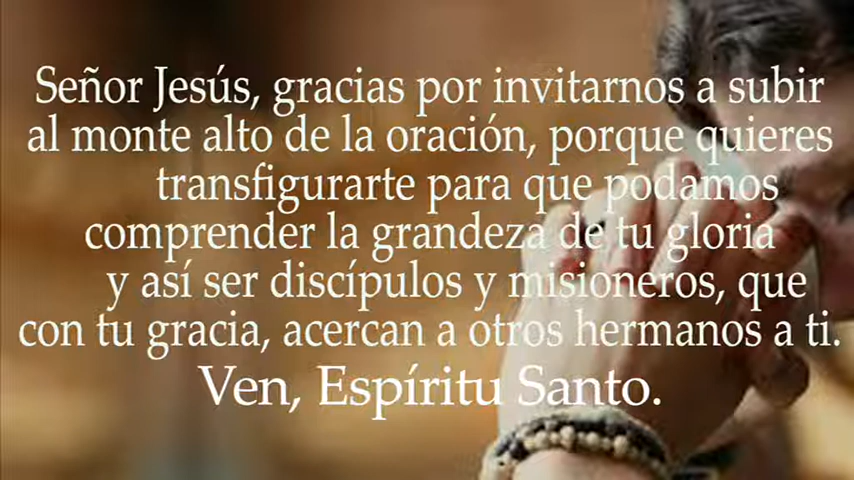 Señor Jesús, gracias por invitarnos a subir
al monte alto de la oración, porque quieres
transfigurarte para que podamos
comprender la grandeza de tu gloria
y así ser discípulos y misioneros, que
con tu gracia, acercan a otros hermanos a ti.
Ven, Espíritu Santo.